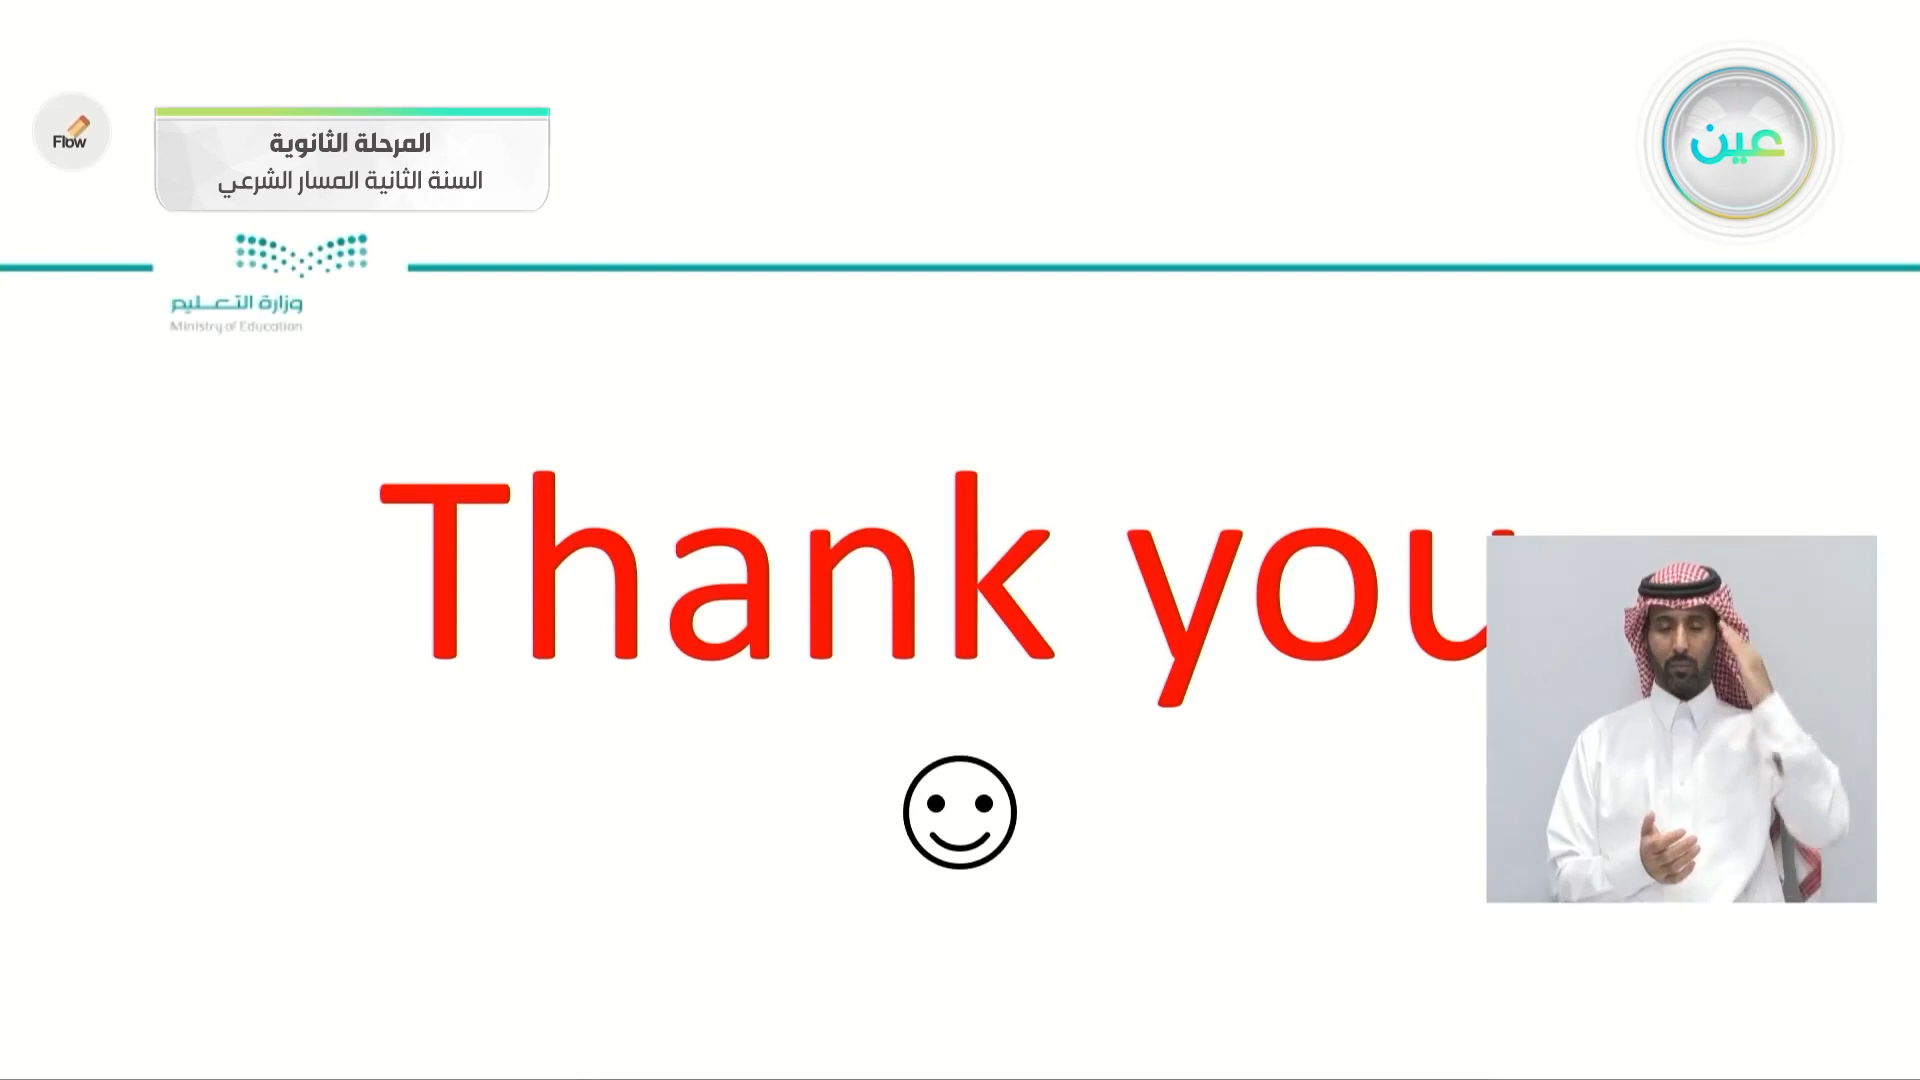 المرحلة الثانوية
السنة الثانية المسار الشرعي
Flow
عين
وزارة التعليم
Ministry of Education
Thank you